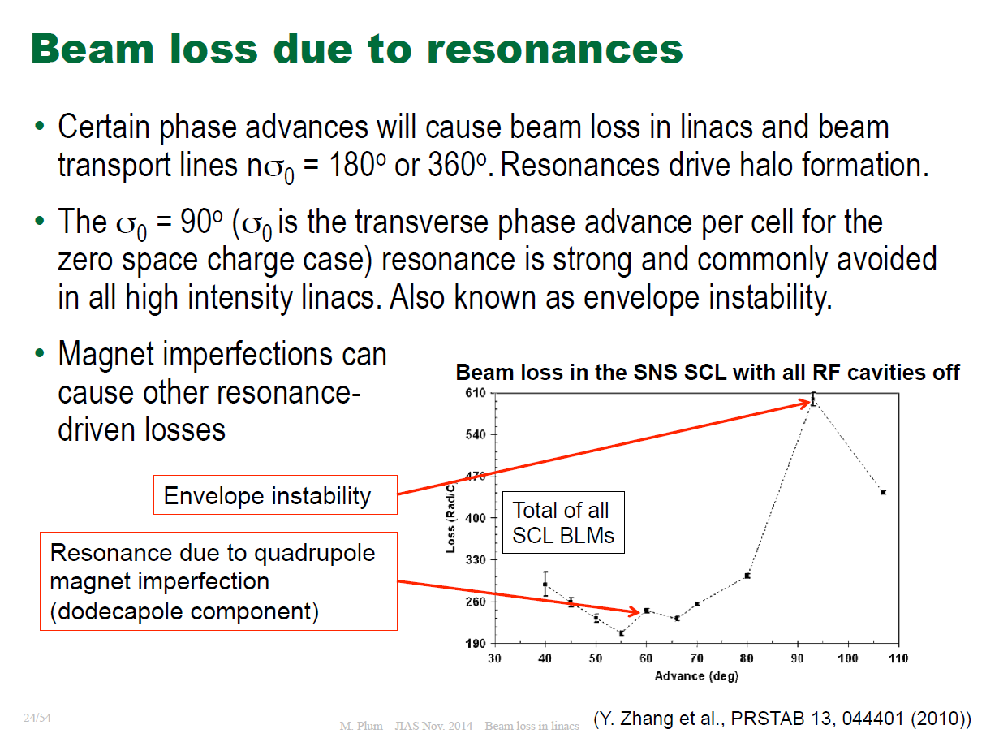 Beam loss due to resonances
• Certain phase advances will cause beam loss in linacs and beam
transport lines nσ0 = 180º or 360º. Resonances drive halo formation.
• The σ0 = 90º (σ0 is the transverse phase advance per cell for the
zero space charge case) resonance is strong and commonly avoided
in all high intensity linacs. Also known as envelope instability.
• Magnet imperfections can
cause other resonance-
driven losses
Beam loss in the SNS SCL with all RF cavities off
Envelope instability
Resonance due to quadrupole
magnet imperfection
(dodecapole component)
Total of all
SCL BLMs
Loss (Rad/C)
610
540
470
400
330
260
190
30 40 50 60 70 80 90 100 110
Advance (deg)
24/54
M. Plum – JIAS Nov. 2014 – Beam loss in linacs
(Y. Zhang et al., PRSTAB 13, 044401 (2010))